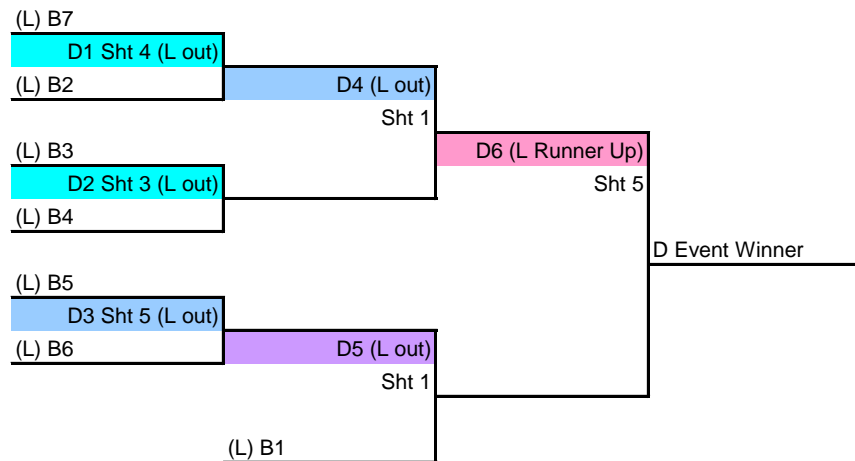 (L) B7
D1 Sht 4 (L out)
(L) B2
D4 (L out)
Sht 1
(L) B3
D6 (L Runner Up)
D2 Sht 3 (L out)
Sht 5
(L) B4
D Event Winner
(L) B5
D3 Sht 5 (L out)
(L) B6
D5 (L out)
Sht 1
(L) B1